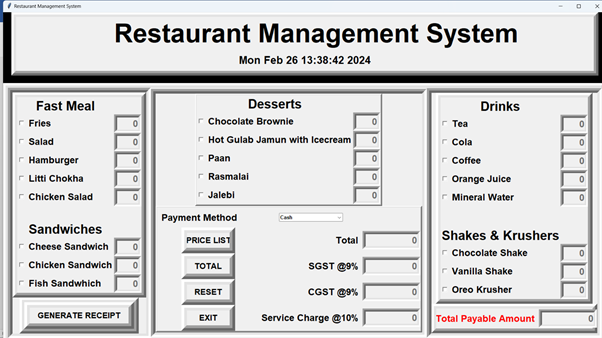 Restaurant Management System
Restaurant Management System
Mon Feb 26 13:38:42 2024
Fast Meal
Fries 0
Salad 0
Hamburger 0
Litti Chokha 0
Chicken Salad 0
Sandwiches
Cheese Sandwich 0
Chicken Sandwich 0
Fish Sandwhich 0
GENERATE RECEIPT
Desserts
Chocolate Brownie 0
Hot Gulab Jamun with Icecream 0
Paan 0
Rasmalai 0
Jalebi 0
Payment Method Cash
PRICE LIST
TOTAL
RESET
EXIT
Total 0
SGST @9% 0
CGST @9% 0
Service Charge @10% 0
Drinks
Tea 0
Cola 0
Coffee 0
Orange Juice 0
Mineral Water 0
Shakes & Krushers
Chocolate Shake 0
Vanilla Shake 0
Oreo Krusher 0
Total Payable Amount 0